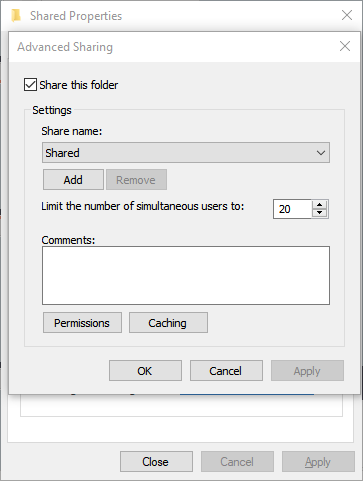 Shared Properties
Advanced Sharing
Share this folder
Settings
Share name:
Shared
Add Remove
Limit the number of simultaneous users to: 20
Comments:
Permissions Caching
OK Cancel Apply
Close Cancel Apply